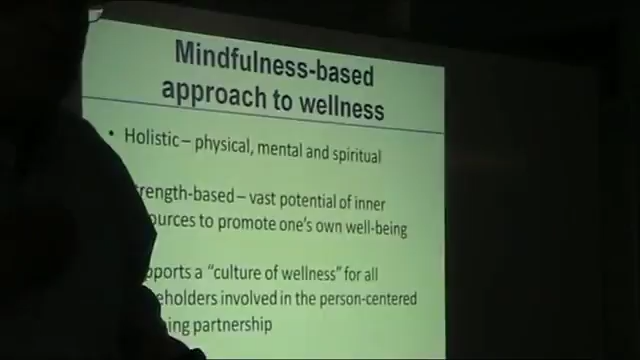 Mindfulness-based
approach to wellness
• Holistic – physical, mental and spiritual
rength-based – vast potential of inner
ources to promote one's own well-being
pports a "culture of wellness" for all
eholders involved in the person-centered
ing partnership